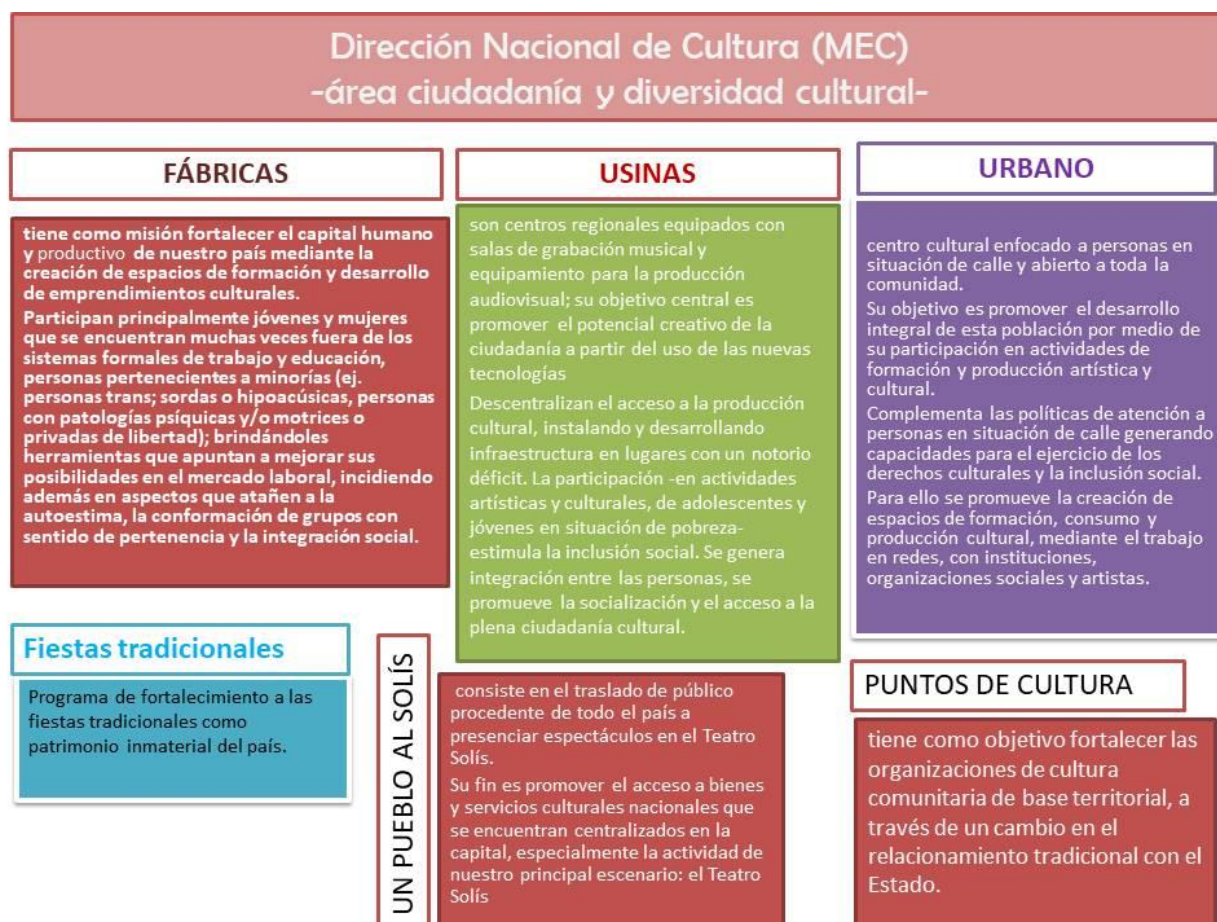 Dirección Nacional de Cultura (MEC)
-área ciudadanía y diversidad cultural-
FÁBRICAS
tiene como misión fortalecer el capital humano
y productivo de nuestro país mediante la
creación de espacios de formación y desarrollo
de emprendimientos culturales.
Participan principalmente jóvenes y mujeres
que se encuentran muchas veces fuera de los
sistemas formales de trabajo y educación,
personas pertenecientes a minorías (ej.
personas trans; sordas o hipoacúsicas, personas
con patologías psíquicas y/o motrices o
privadas de libertad); brindándoles
herramientas que apuntan a mejorar sus
posibilidades en el mercado laboral, incidiendo
además en aspectos que atañen a la
autoestima, la conformación de grupos con
sentido de pertenencia y la integración social.
USINAS
son centros regionales equipados con
salas de grabación musical y
equipamiento para la producción
audiovisual; su objetivo central es
promover el potencial creativo de la
ciudadanía a partir del uso de las nuevas
tecnologías
Descentralizan el acceso a la producción
cultural, instalando y desarrollando
infraestructura en lugares con un notorio
déficit. La participación -en actividades
artísticas y culturales, de adolescentes y
jóvenes en situación de pobreza-
estimula la inclusión social. Se genera
integración entre las personas, se
promueve la socialización y el acceso a la
plena ciudadanía cultural.
URBANO
centro cultural enfocado a personas en
situación de calle y abierto a toda la
comunidad.
Su objetivo es promover el desarrollo
integral de esta población por medio de
su participación en actividades de
formación y producción artística y
cultural.
Complementa las políticas de atención a
personas en situación de calle generando
capacidades para el ejercicio de los
derechos culturales y la inclusión social.
Para ello se promueve la creación de
espacios de formación, consumo y
producción cultural, mediante el trabajo
en redes, con instituciones,
organizaciones sociales y artistas.
Fiestas tradicionales
Programa de fortalecimiento a las
fiestas tradicionales como
patrimonio inmaterial del país.
UN PUEBLO AL SOLÍS
consiste en el traslado de público
procedente de todo el país a
presenciar espectáculos en el Teatro
Solís.
Su fin es promover el acceso a bienes
y servicios culturales nacionales que
se encuentran centralizados en la
capital, especialmente la actividad de
nuestro principal escenario: el Teatro
Solís
PUNTOS DE CULTURA
tiene como objetivo fortalecer las
organizaciones de cultura
comunitaria de base territorial, a
través de un cambio en el
relacionamiento tradicional con el
Estado.